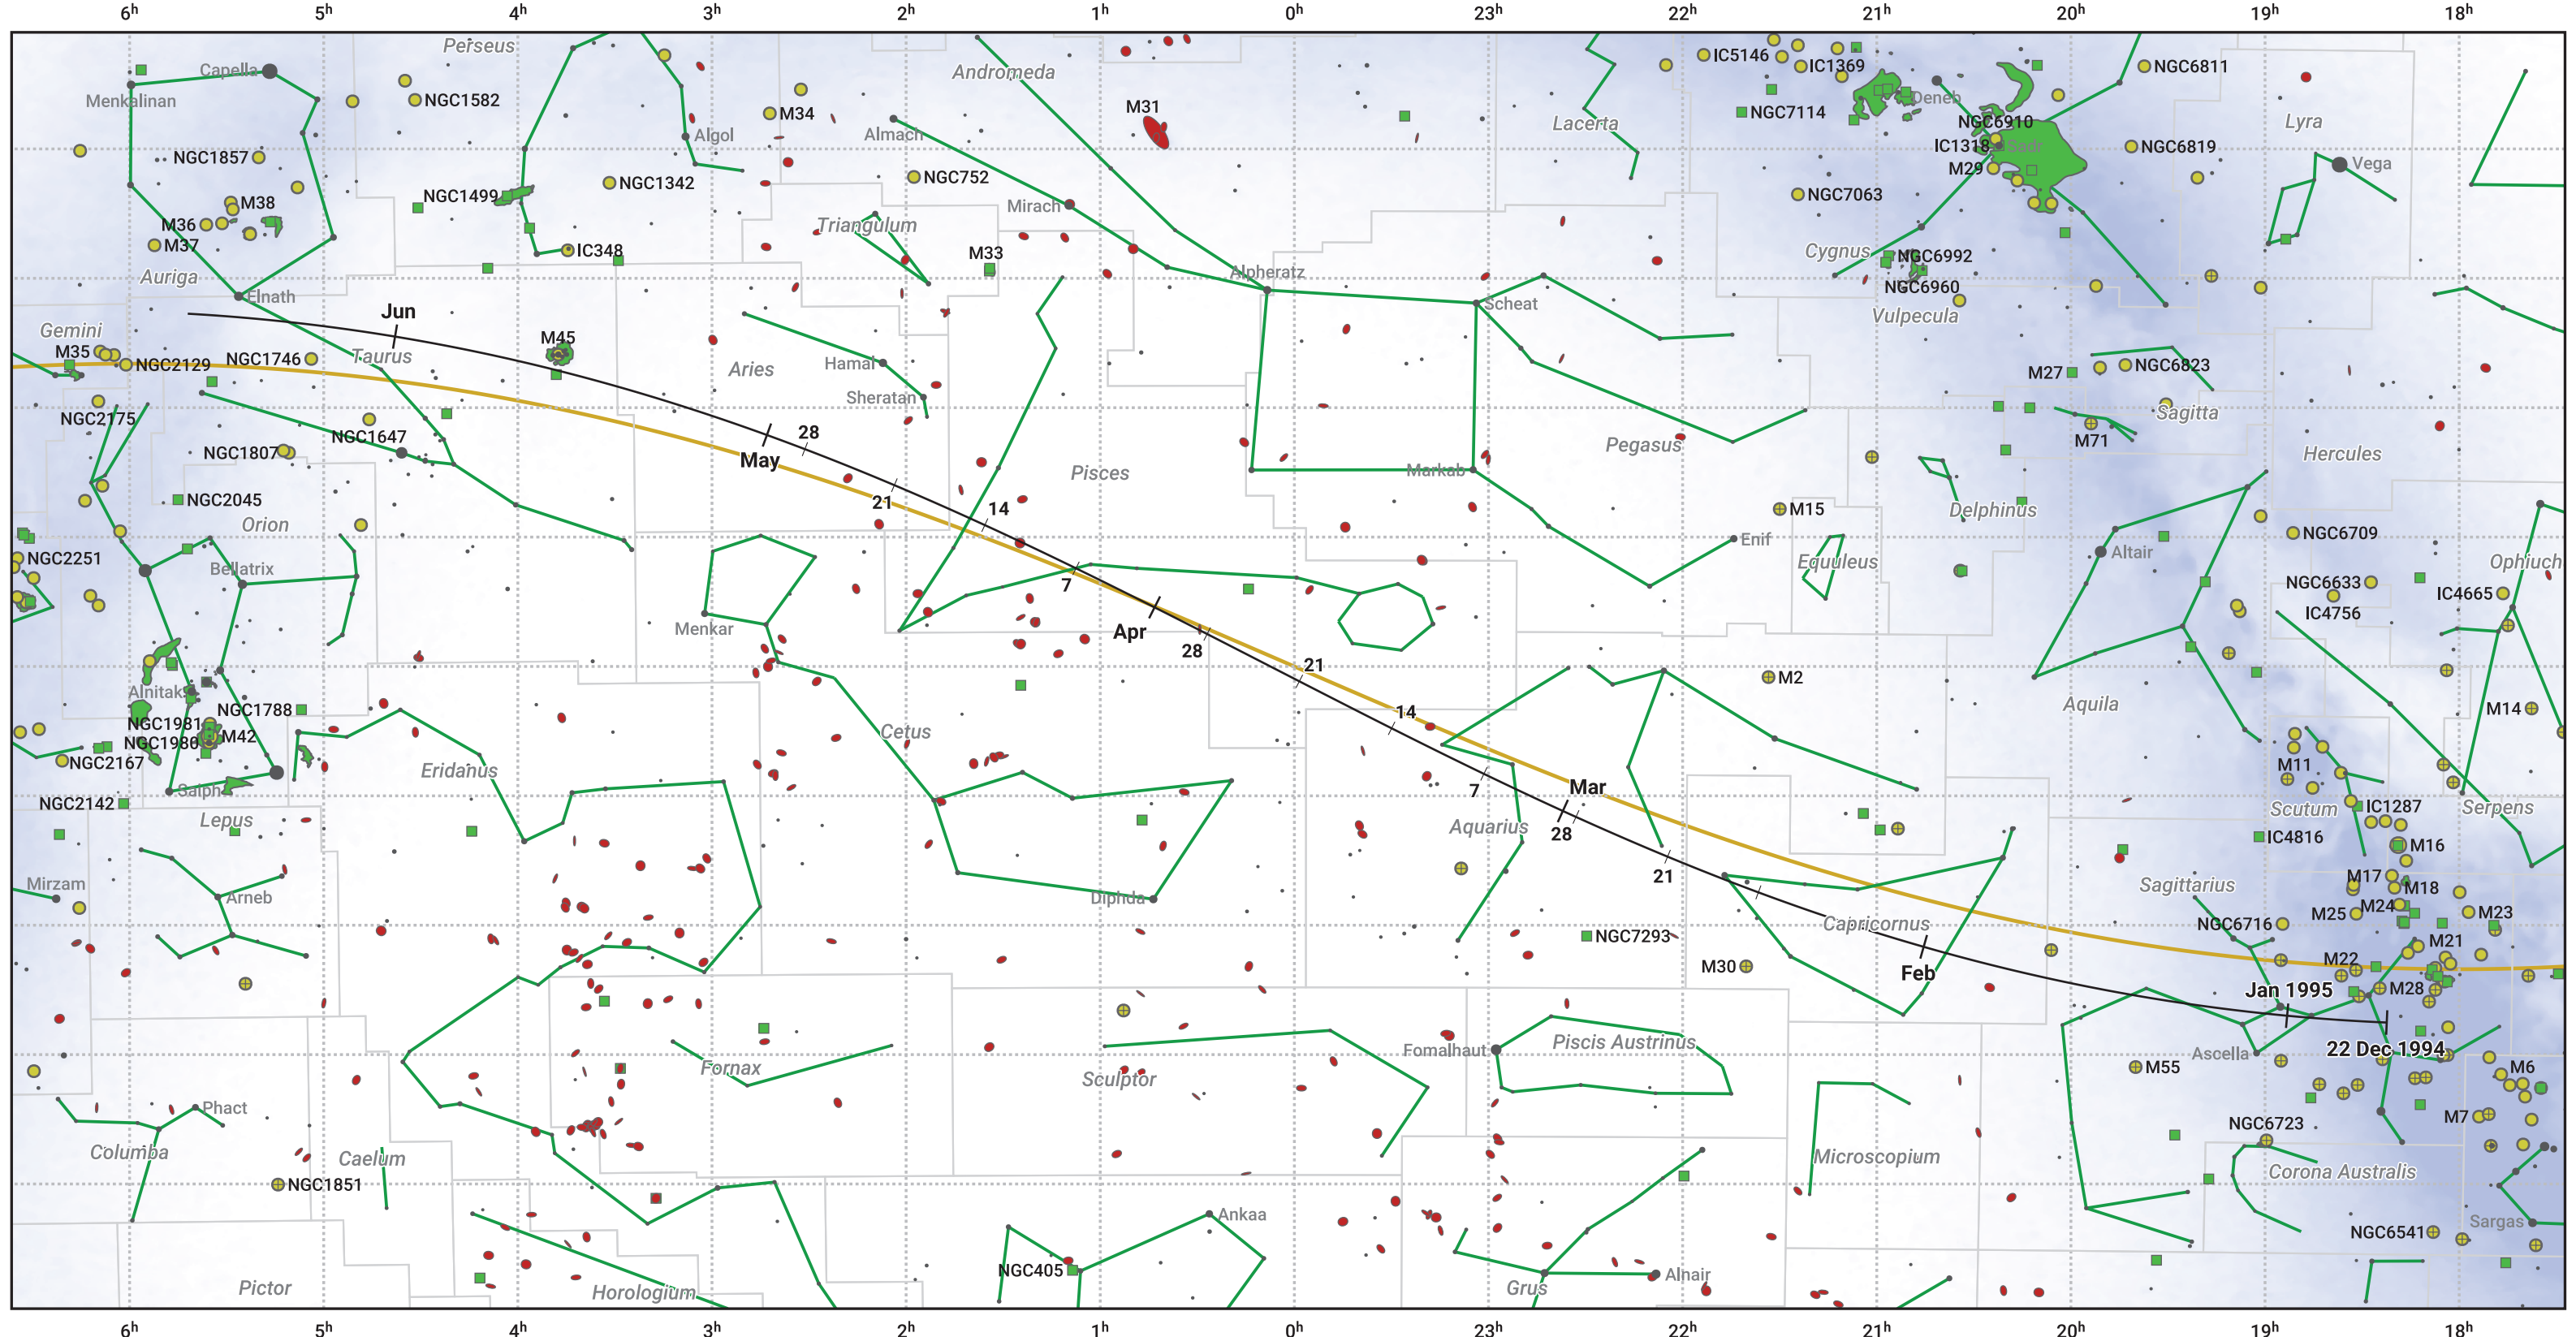 6h 5h 4h 3h 2h 1h 0h 23h 22h 21h 20h 19h 18h
Perseus
Capella
Menkalinan
NGC1582
M34
Andromeda
M31
IC5146
IC1369
NGC6811
Algol
Almach
Lacerta
NGC7114
Deneb
NGC6910
Lyra
IC1318
Sadr
NGC6819
NGC1857
M29
Vega
NGC1499
NGC1342
NGC752
NGC7063
M38
Mirach
M36
Triangulum
M37
IC348
M33
Cygnus
NGC6992
Auriga
Alpheratz
NGC6960
Elnath
Scheat
Vulpecula
Jun
Gemini
M45
M35
NGC1746
Taurus
NGC2129
Aries
Hamal
M27
NGC6823
Sheratan
NGC2175
Sagitta
NGC1647
28
M71
NGC1807
May
Pisces
Pegasus
Markab
Hercules
NGC2045
21
14
M15
Delphinus
Orion
NGC6709
Enif
Altair
NGC2251
Bellatrix
Equuleus
Ophiuch
7
NGC6633
IC4665
IC4756
Menkar
Apr
28
21
M2
Alnitak
Aquila
NGC1788
14
M14
NGC1981
M42
Cetus
NGC1980
NGC2167
Eridanus
M11
Saiph
7
Mar
NGC2142
IC1287
Lepus
Scutum
Serpens
Aquarius
28
IC4816
M16
21
M17
Mirzam
Sagittarius
M18
Arneb
Diphda
M24
M25
M23
Capricornus
NGC6716
NGC7293
M21
M30
Feb
M22
Jan 1995
M28
Fomalhaut
Piscis Austrinus
22 Dec 1994
Ascella
Fornax
M55
M6
Sculptor
Phact
M7
NGC6723
Columba
Caelum
Microscopium
Corona Australis
NGC1851
Ankaa
Sargas
NGC6541
NGC405
Alnair
Pictor
Horologium
Grus
6h 5h 4h 3h 2h 1h 0h 23h 22h 21h 20h 19h 18h